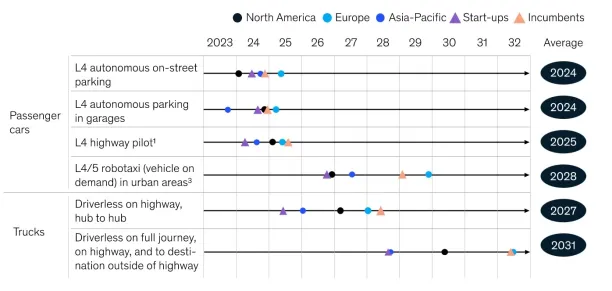 North America Europe Asia-Pacific Start-ups Incumbents
2023 24 25 26 27 28 29 30 31 32 Average
Passenger
cars
L4 autonomous on-street
parking
2024
L4 autonomous parking
in garages
2024
L4 highway pilot¹
2025
L4/5 robotaxi (vehicle on
demand) in urban areas³
2028
Trucks
Driverless on highway,
hub to hub
2027
Driverless on full journey,
on highway, and to desti-
nation outside of highway
2031